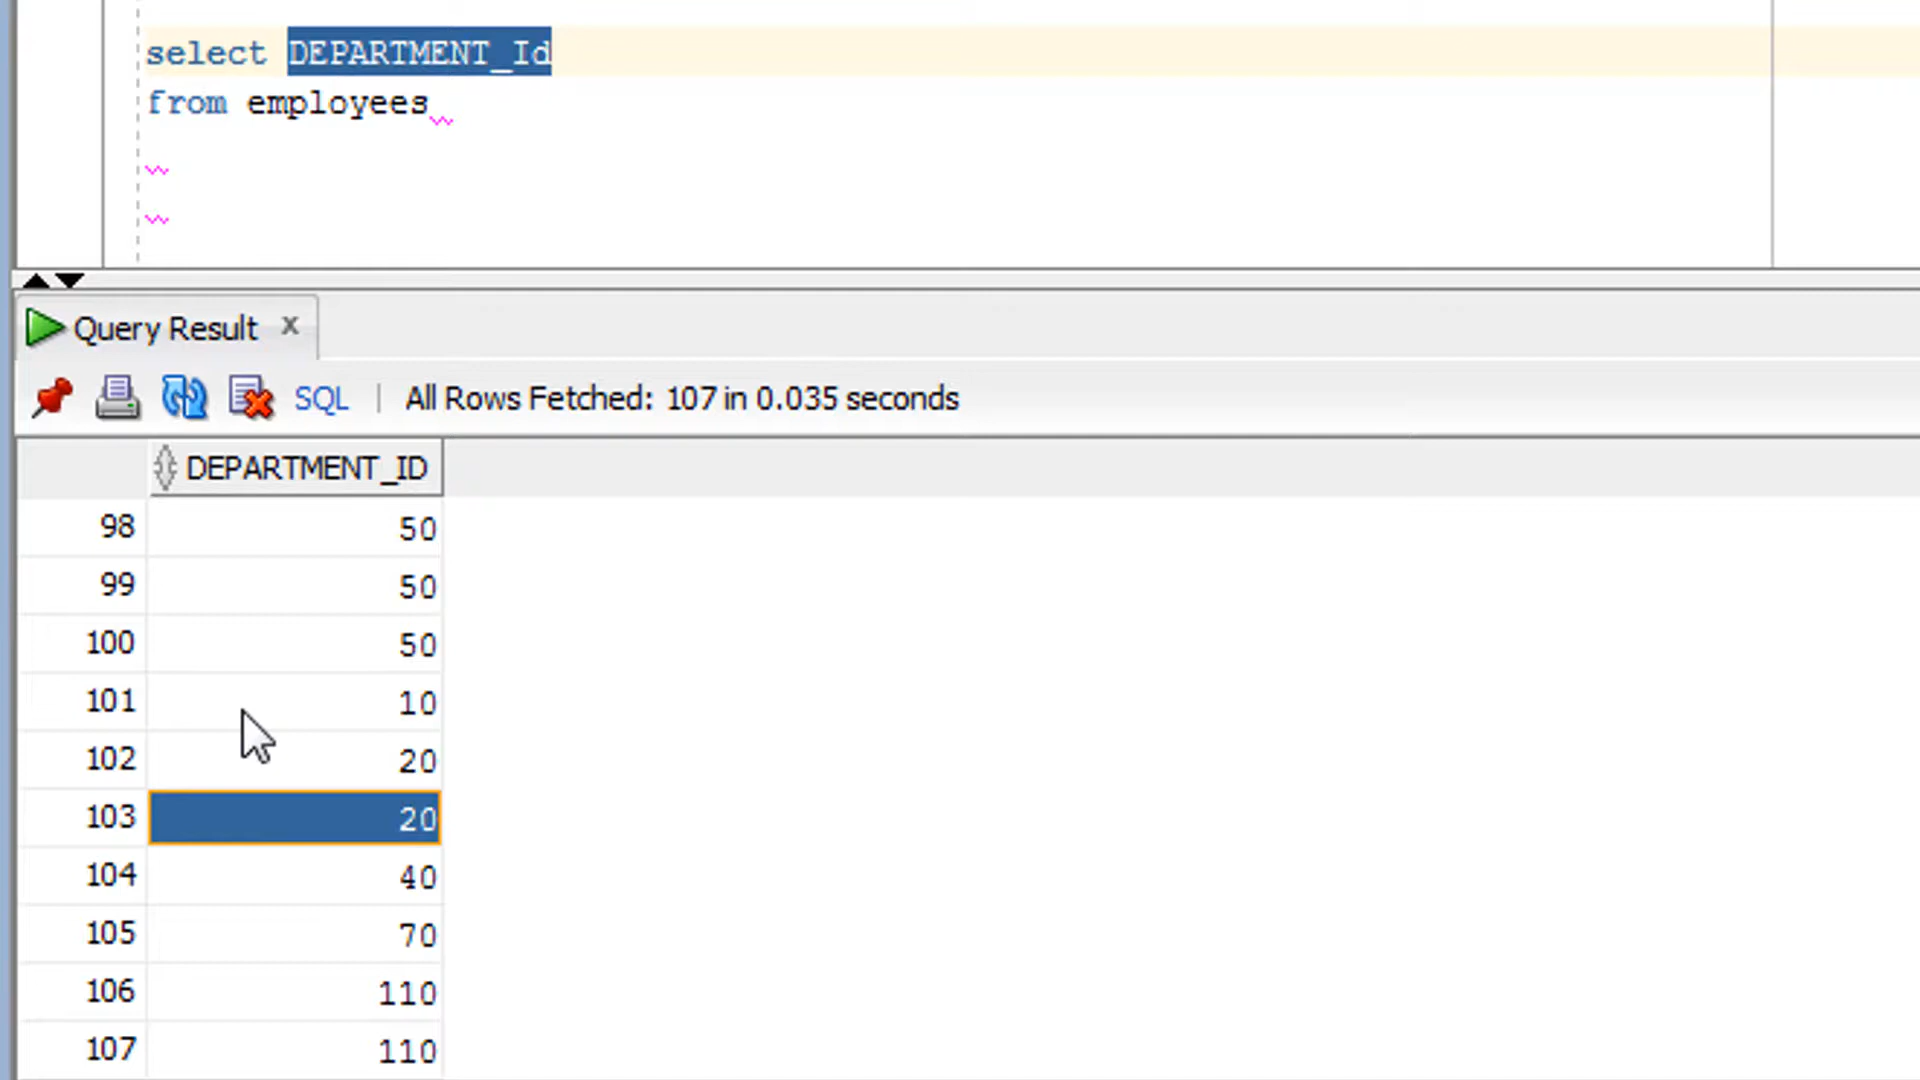 select DEPARTMENT_Id
from employees
Query Result x
SQL | All Rows Fetched: 107 in 0.035 seconds
DEPARTMENT_ID
98 50
99 50
100 50
101 10
102 20
103 20
104 40
105 70
106 110
107 110